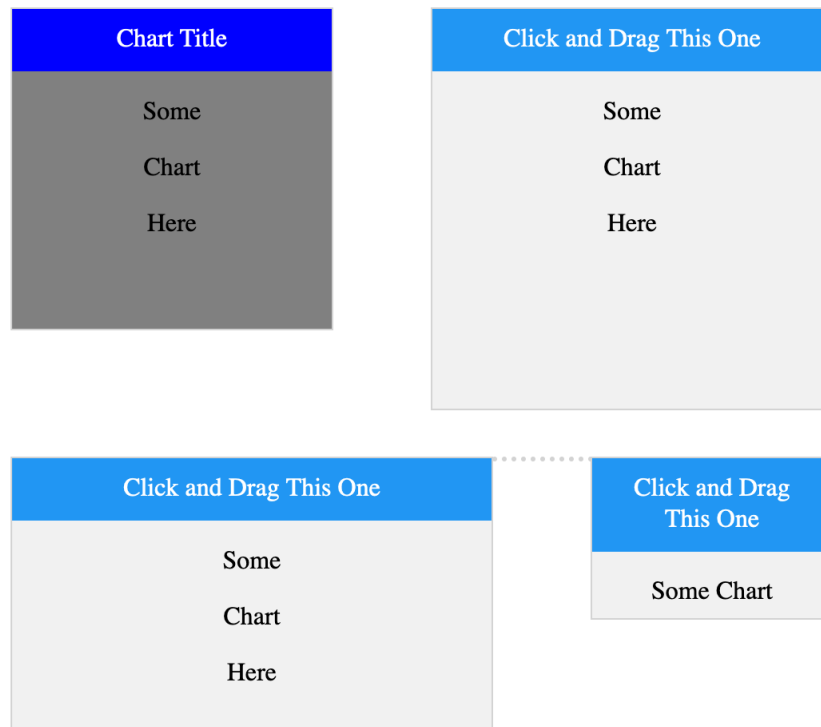 Chart Title
Some
Chart
Here
Click and Drag This One
Some
Chart
Here
Click and Drag This One
Some
Chart
Here
Click and Drag
This One
Some Chart